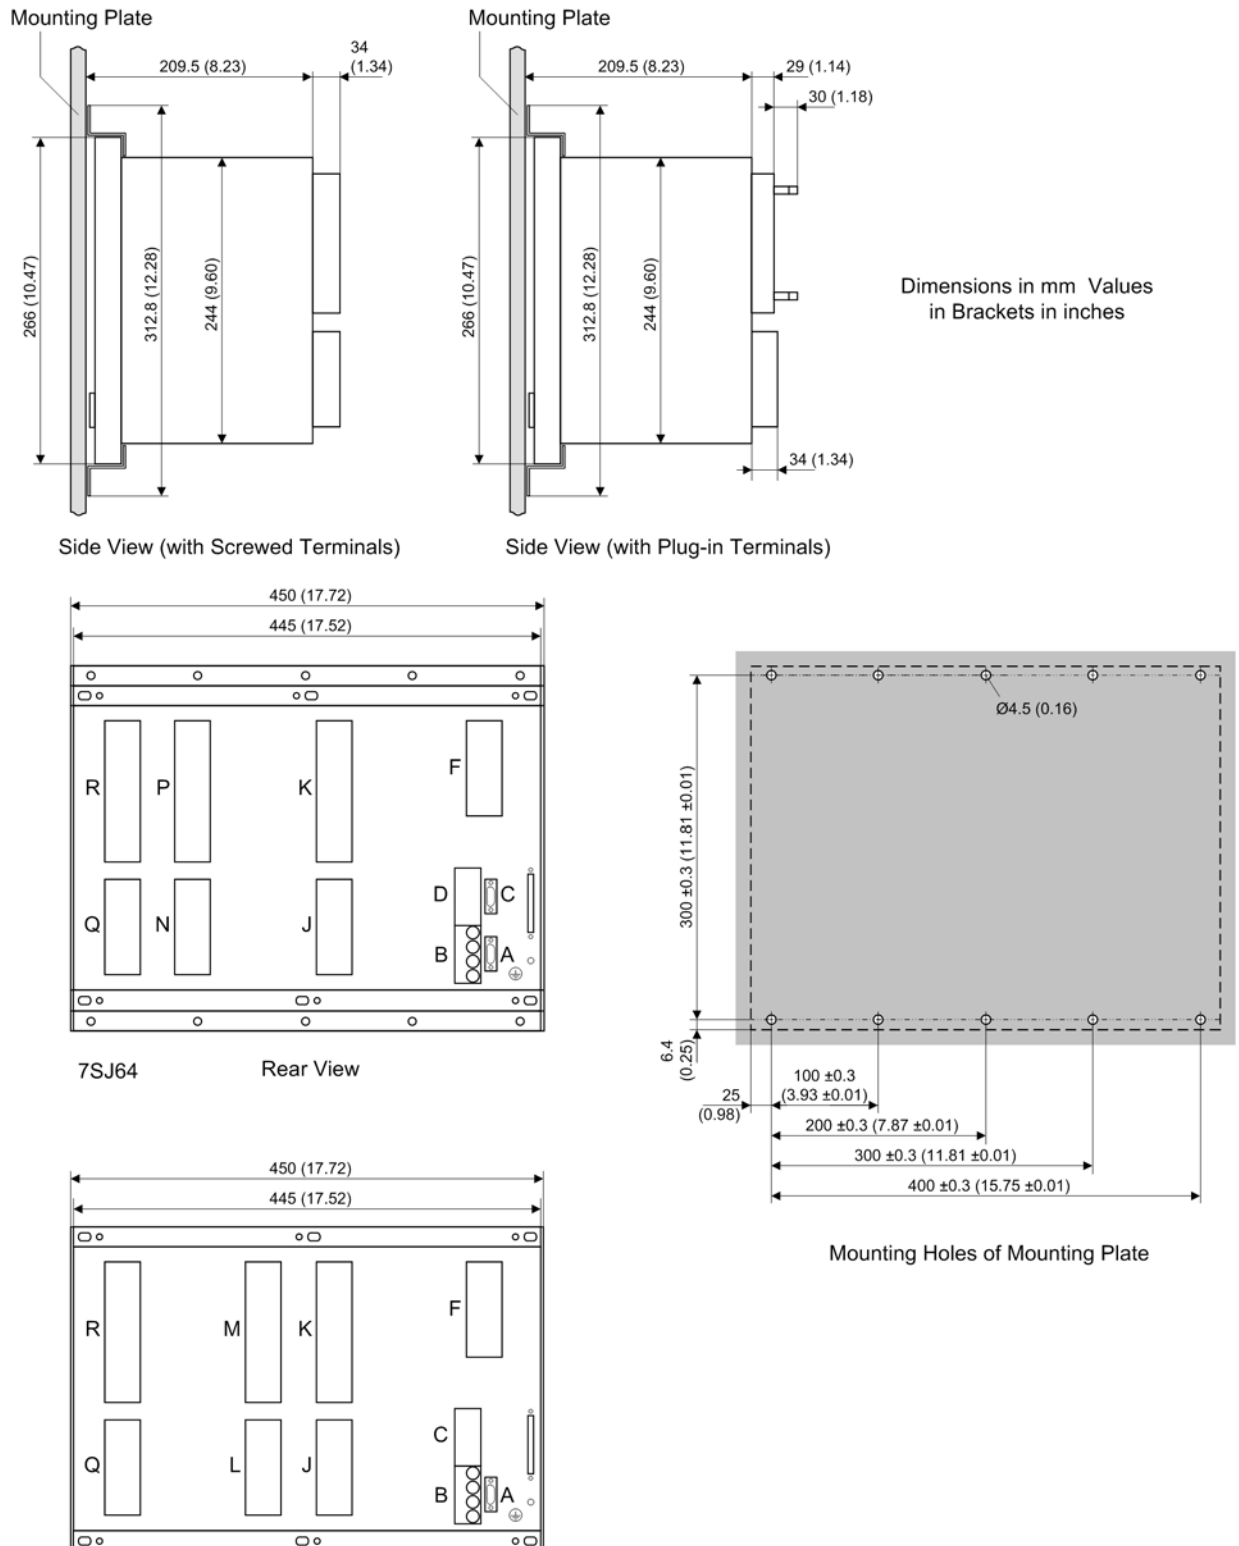 Mounting Plate
209.5 (8.23)
34
(1.34)
266 (10.47)
312.8 (12.28)
244 (9.60)
Side View (with Screwed Terminals)
Mounting Plate
209.5 (8.23)
29 (1.14)
30 (1.18)
266 (10.47)
312.8 (12.28)
244 (9.60)
34 (1.34)
Side View (with Plug-in Terminals)
Dimensions in mm Values
in Brackets in inches
450 (17.72)
445 (17.52)
R
P
K
F
D
C
Q
N
J
B
A
7SJ64
Rear View
Ø4.5 (0.16)
300 ±0.3 (11.81 ±0.01)
6.4
(0.25)
25
(0.98)
100 ±0.3
(3.93 ±0.01)
200 ±0.3 (7.87 ±0.01)
300 ±0.3 (11.81 ±0.01)
400 ±0.3 (15.75 ±0.01)
Mounting Holes of Mounting Plate
450 (17.72)
445 (17.52)
R
M
K
F
C
Q
L
J
B
A